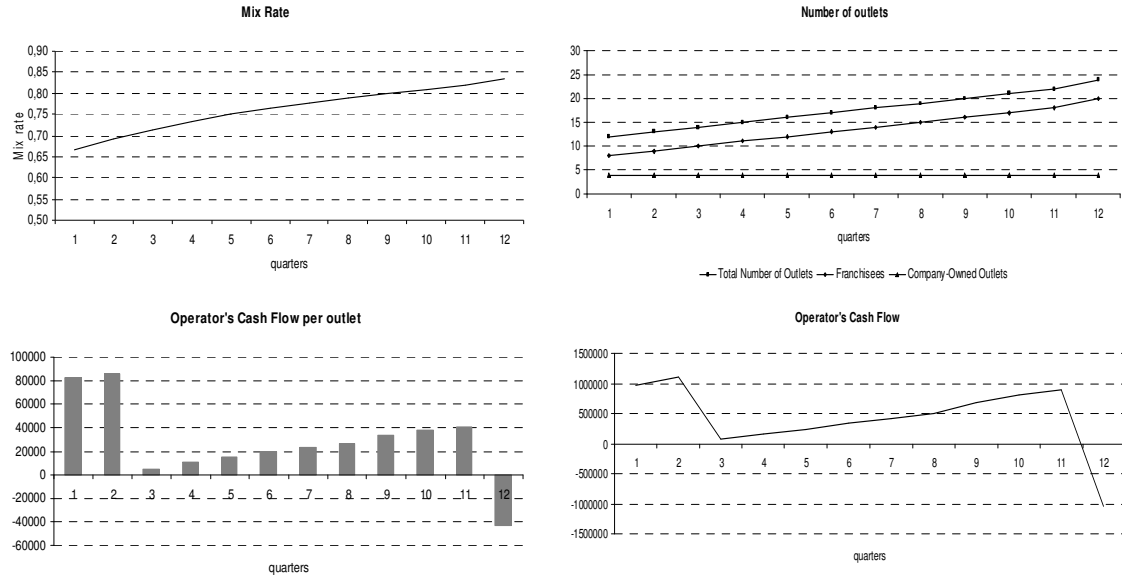 Mix Rate
0,90
0,85
0,80
0,75
0,70
0,65
0,60
0,55
0,50
Mix rate
1 2 3 4 5 6 7 8 9 10 11 12
quarters
Number of outlets
30
25
20
15
10
5
0
1 2 3 4 5 6 7 8 9 10 11 12
quarters
Total Number of Outlets Franchisees Company-Owned Outlets
Operator's Cash Flow per outlet
100000
80000
60000
40000
20000
0
-20000
-40000
-60000
1 2 3 4 5 6 7 8 9 10 11 12
quarters
Operator's Cash Flow
1500000
1000000
500000
0
-500000
-1000000
-1500000
1 2 3 4 5 6 7 8 9 10 11 12
quarters